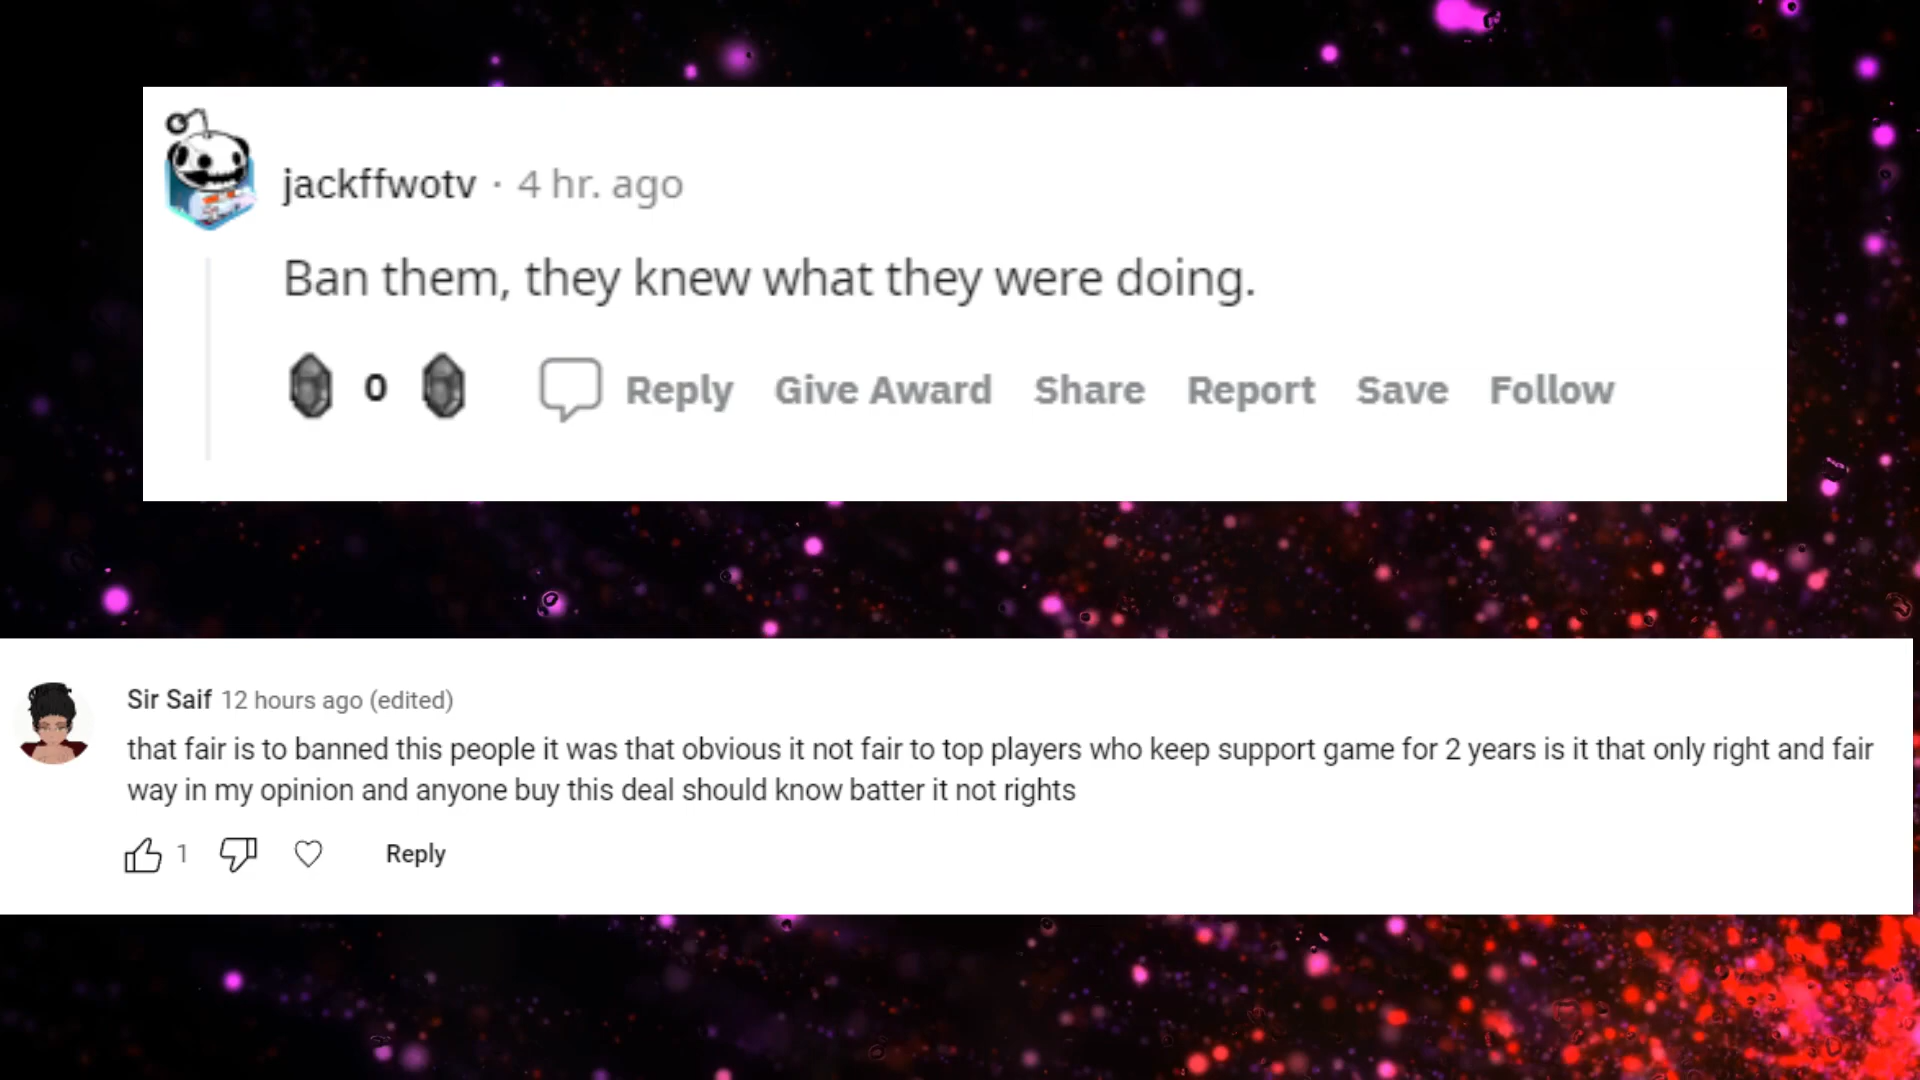 jackffwotv · 4 hr. ago
Ban them, they knew what they were doing.
0 Reply Give Award Share Report Save Follow
Sir Saif 12 hours ago (edited)
that fair is to banned this people it was that obvious it not fair to top players who keep support game for 2 years is it that only right and fair
way in my opinion and anyone buy this deal should know batter it not rights
1 Reply